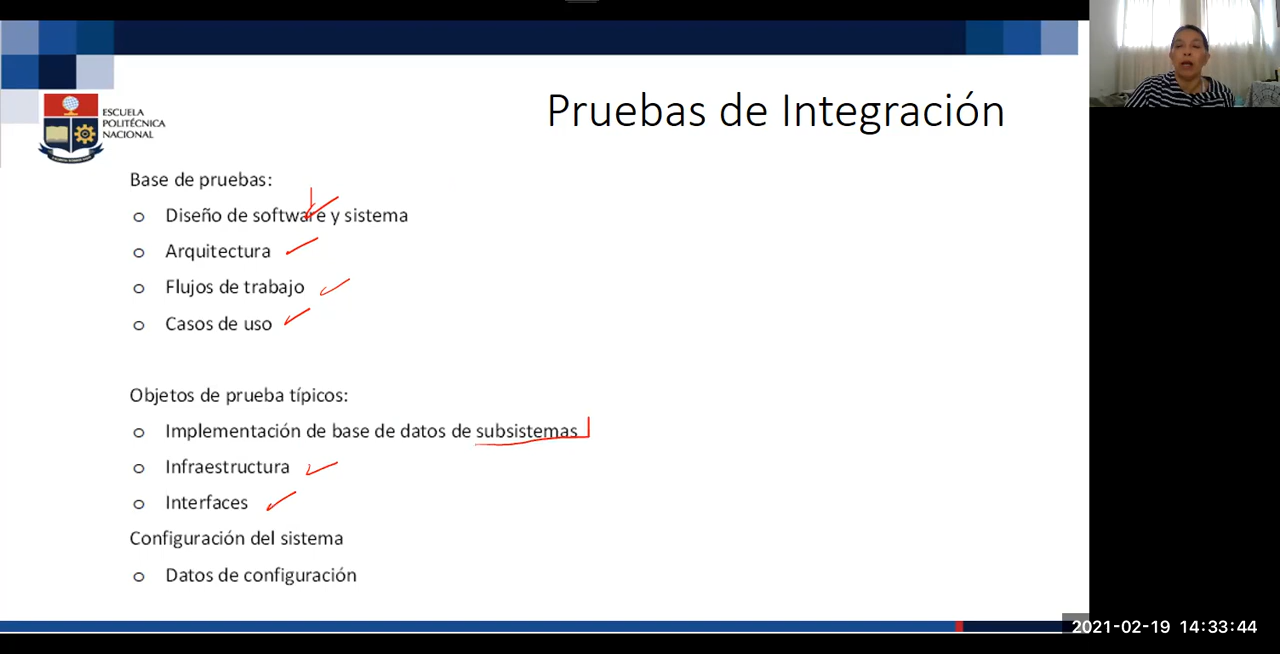 ESCUELA
POLITÉCNICA
NACIONAL
Pruebas de Integración
Base de pruebas:
o Diseño de software y sistema
o Arquitectura
o Flujos de trabajo
o Casos de uso
Objetos de prueba típicos:
o Implementación de base de datos de subsistemas
o Infraestructura
o Interfaces
Configuración del sistema
o Datos de configuración
2021-02-19 14:33:44